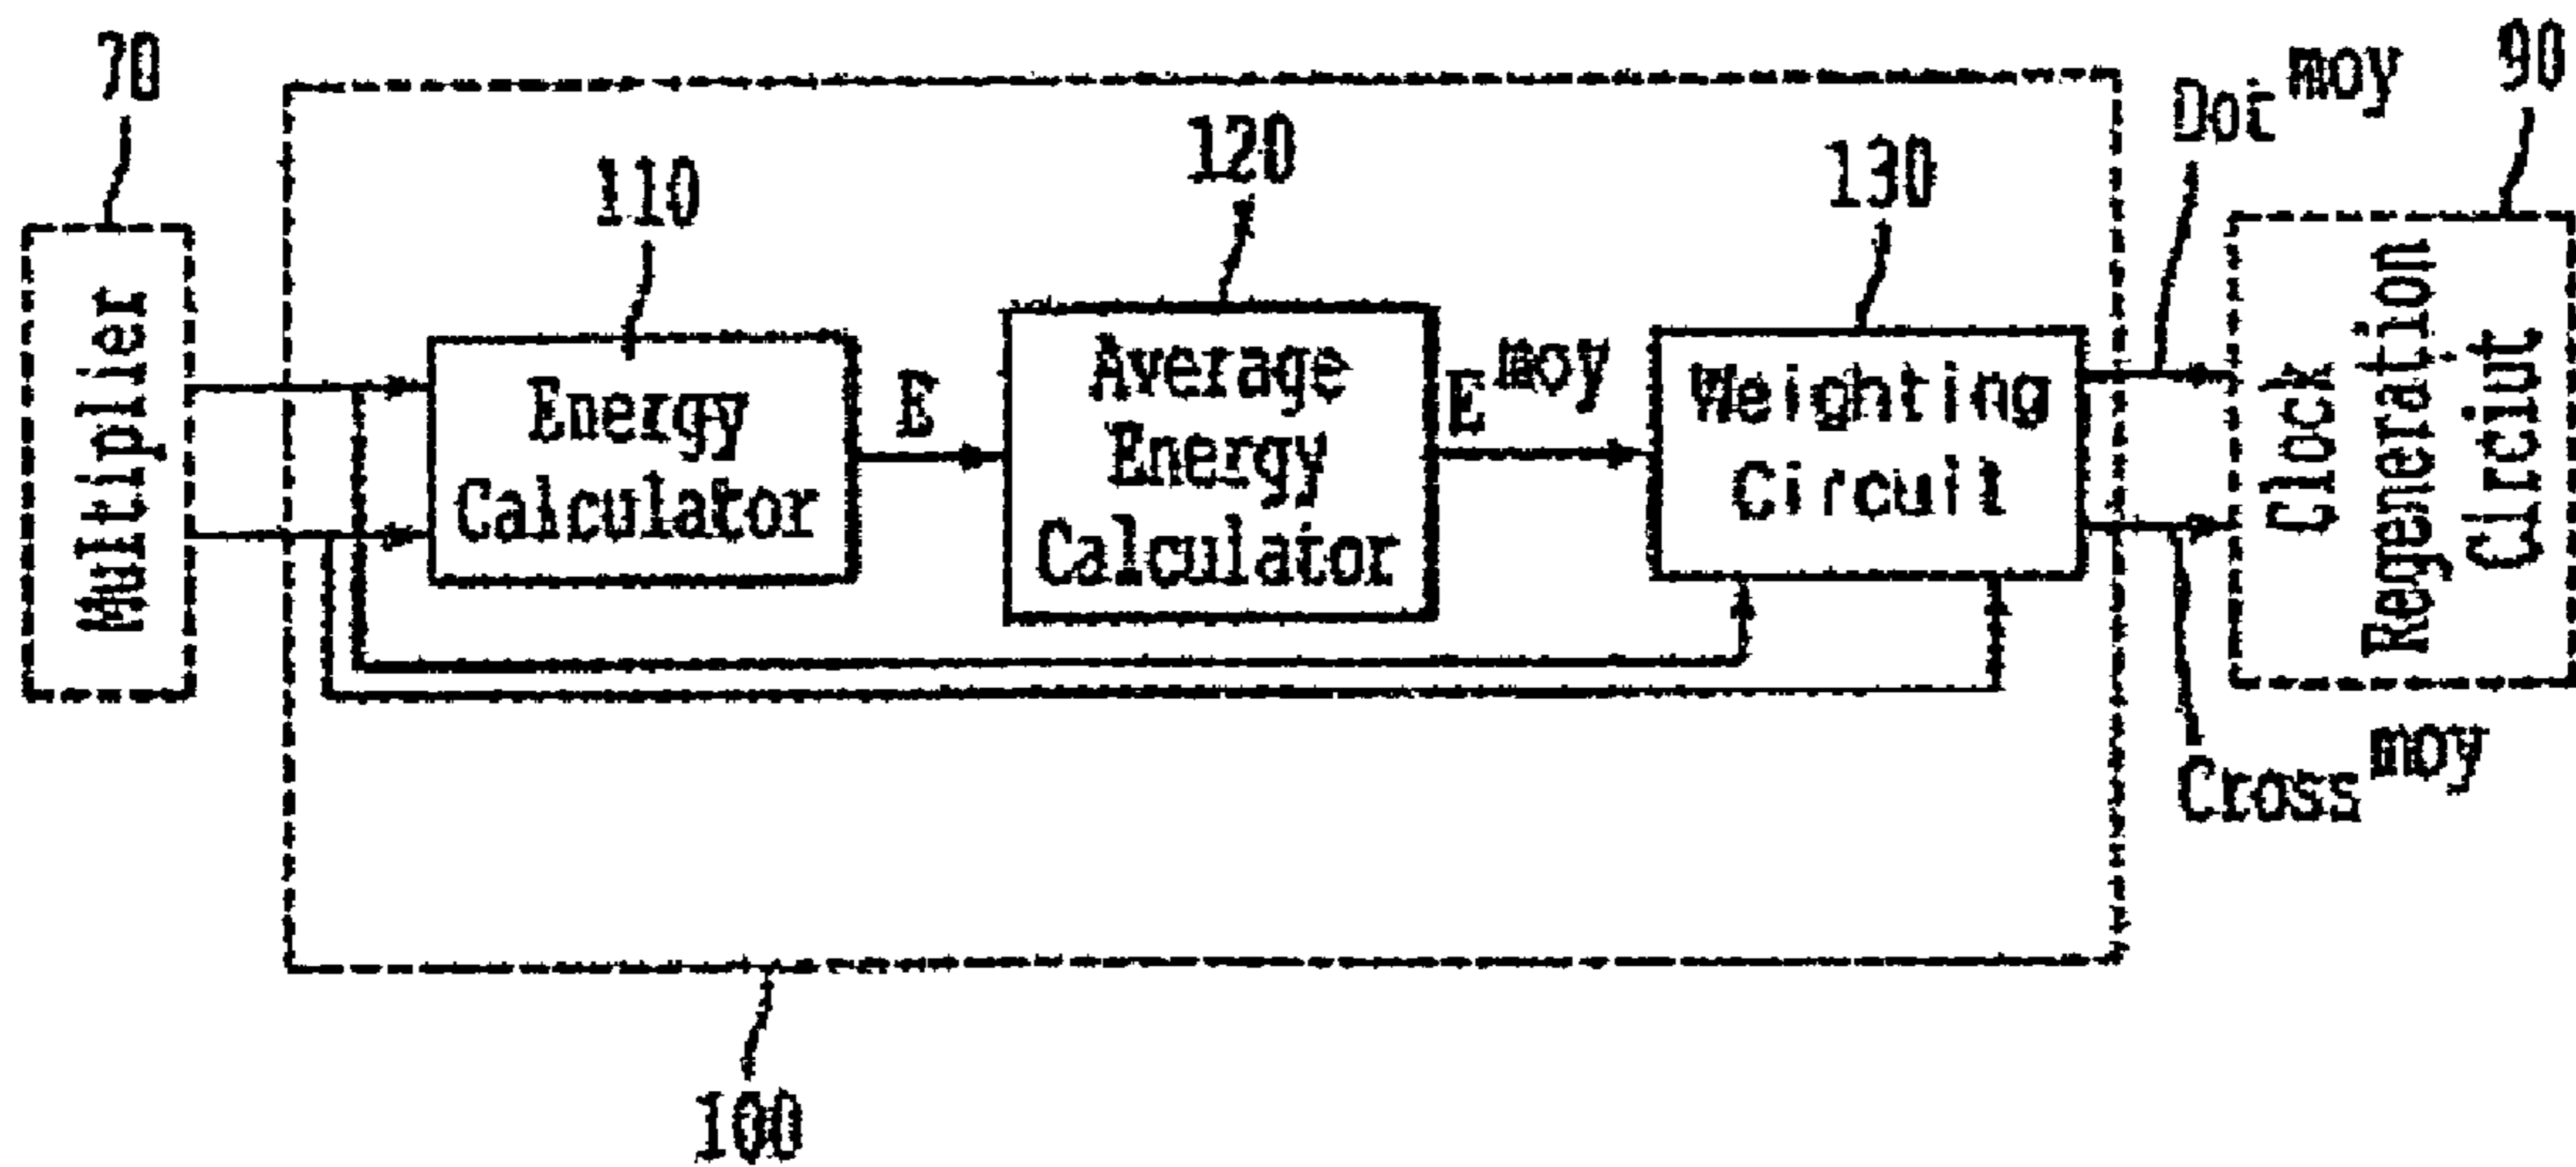 70
Multiplier
110
Energy
Calculator
E
120
Average
Energy
Calculator
E moy
130
Weighting
Circuit
Dot moy
Cross moy
90
Clock
Regeneration
Circiut
100